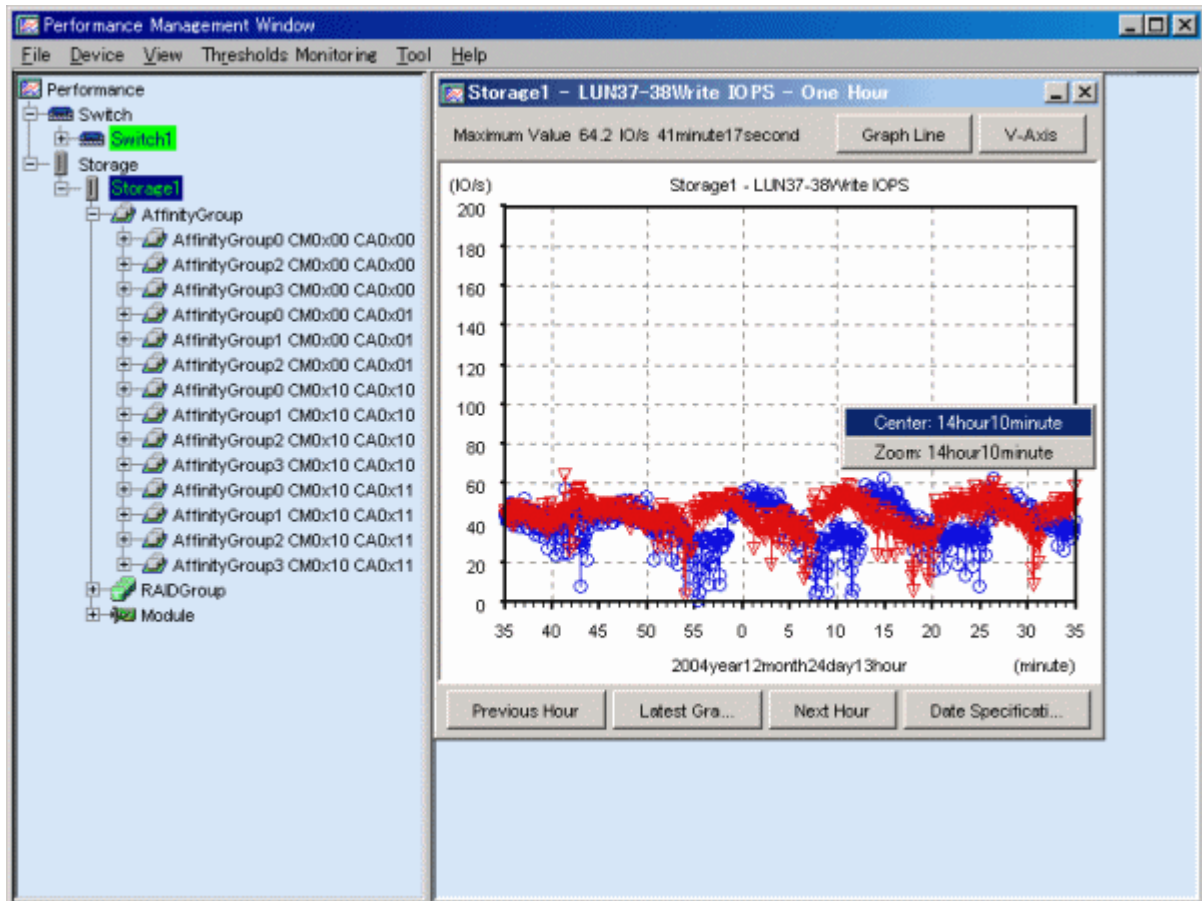 Performance Management Window
File Device View Thresholds Monitoring Tool Help
Performance
Switch
Switch1
Storage
Storage1
AffinityGroup
AffinityGroup0 CM0x00 CA0x00
AffinityGroup2 CM0x00 CA0x00
AffinityGroup3 CM0x00 CA0x00
AffinityGroup0 CM0x00 CA0x01
AffinityGroup1 CM0x00 CA0x01
AffinityGroup2 CM0x00 CA0x01
AffinityGroup0 CM0x10 CA0x10
AffinityGroup1 CM0x10 CA0x10
AffinityGroup2 CM0x10 CA0x10
AffinityGroup3 CM0x10 CA0x10
AffinityGroup0 CM0x10 CA0x11
AffinityGroup1 CM0x10 CA0x11
AffinityGroup2 CM0x10 CA0x11
AffinityGroup3 CM0x10 CA0x11
RAIDGroup
Module
Storage1 - LUN37-38Write IOPS - One Hour
Maximum Value 64.2 IO/s 41minute17second Graph Line V-Axis
(IO/s) Storage1 - LUN37-38Write IOPS
200
180
160
140
120
100
80
60
40
20
0
Center: 14hour10minute
Zoom: 14hour10minute
35 40 45 50 55 0 5 10 15 20 25 30 35
2004year12month24day13hour (minute)
Previous Hour Latest Gra... Next Hour Date Specificati...